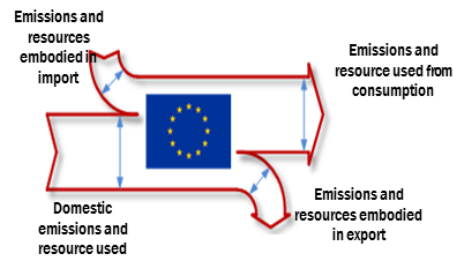 Emissions and
resources
embodied in
import
Emissions and
resource used from
consumption
Domestic
emissions and
resource used
Emissions and
resources embodied
in export